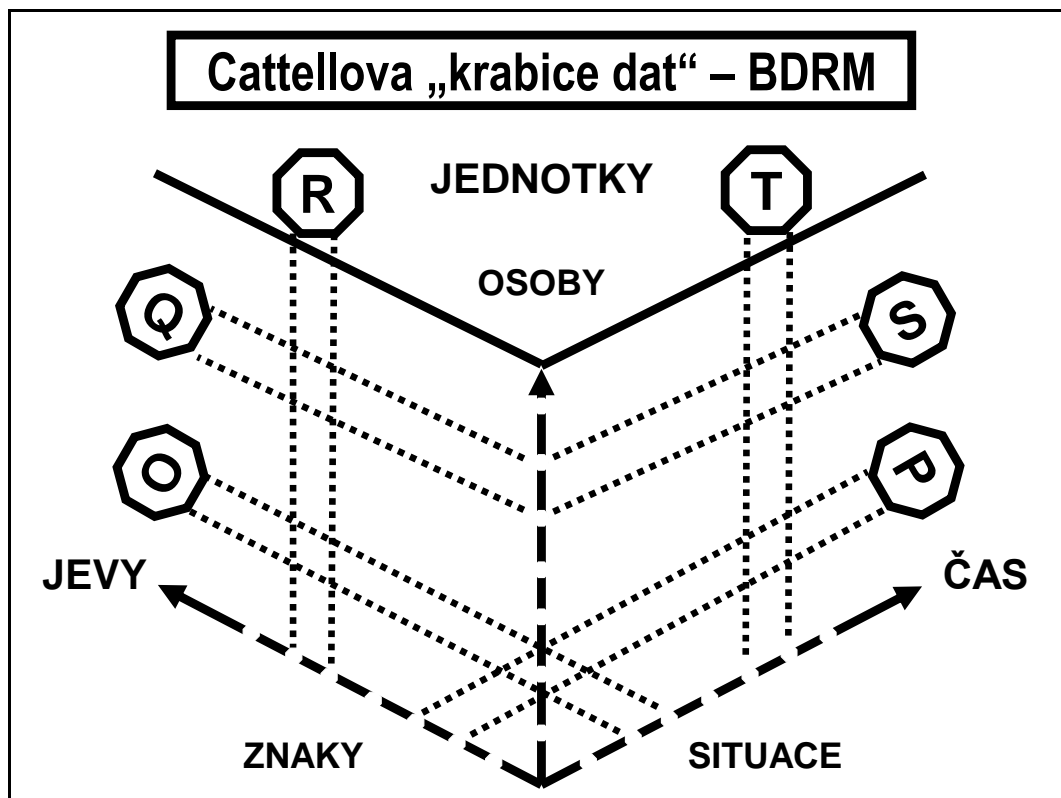 Cattellova „krabice dat“ – BDRM
R
JEDNOTKY
T
OSOBY
Q
S
O
P
JEVY
ČAS
ZNAKY
SITUACE